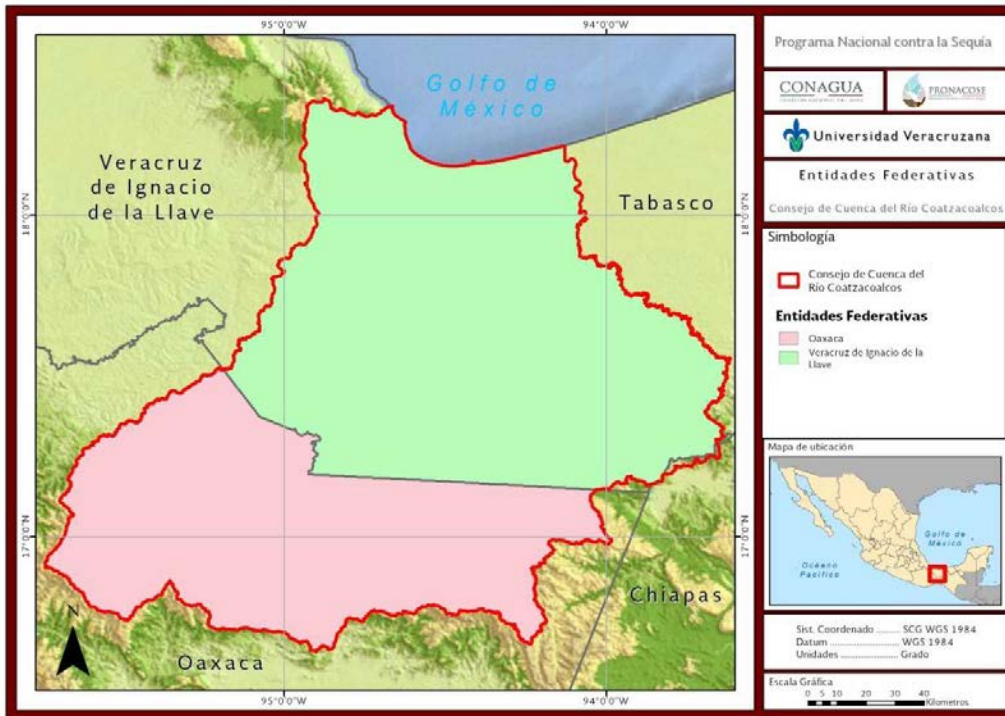 95°0'0"W
94°0'0"W
Golfo de
México
Veracruz
de Ignacio
de la Llave
Tabasco
18°0'0"N
18°0'0"N
17°0'0"N
17°0'0"N
Chiapas
Oaxaca
N
95°0'0"W
94°0'0"W
Programa Nacional contra la Sequía
CONAGUA
PRONACOSE
Universidad Veracruzana
Entidades Federativas
Consejo de Cuenca del Río Coatzacoalcos
Simbología
Consejo de Cuenca del
Río Coatzacoalcos
Entidades Federativas
Oaxaca
Veracruz de Ignacio de la
Llave
Mapa de ubicación
Golfo de
México
Océano
Pacífico
Sist. Coordenado ........ SCG WGS 1984
Datum ........................ WGS 1984
Unidades ..................... Grado
Escala Gráfica
0 5 10 20 30 40
Kilometros